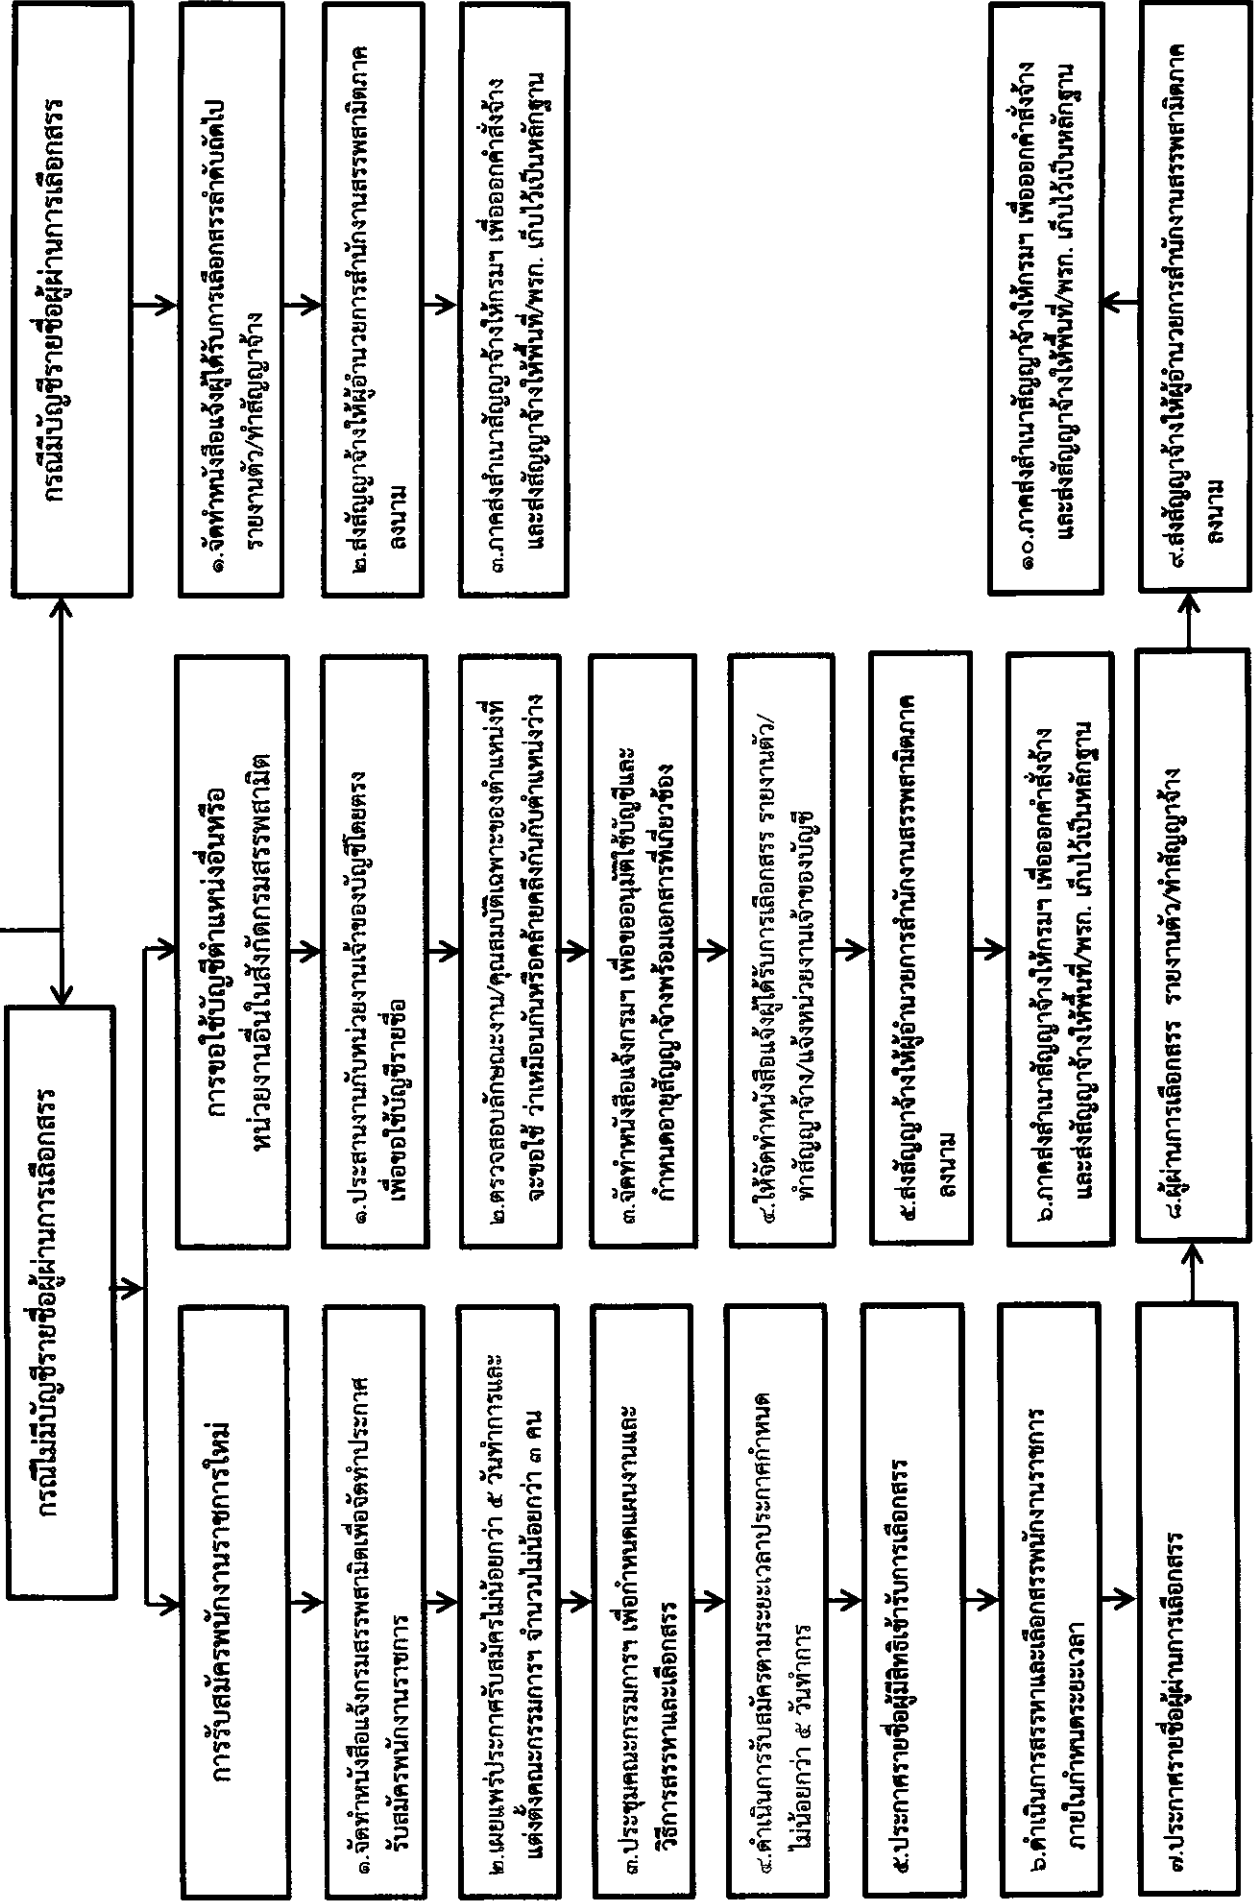 กรณีไม่มีบัญชีรายชื่อผู้ผ่านการเลือกสรร
กรณีมีบัญชีรายชื่อผู้ผ่านการเลือกสรร
การรับสมัครพนักงานราชการใหม่
๑.จัดทำหนังสือแจ้งกรมสรรพสามิตเพื่อจัดทำประกาศ
รับสมัครพนักงานราชการ
๒.เผยแพร่ประกาศรับสมัครไม่น้อยกว่า ๕ วันทำการและ
แต่งตั้งคณะกรรมการฯ จำนวนไม่น้อยกว่า ๓ คน
๓.ประชุมคณะกรรมการฯ เพื่อกำหนดแผนงานและ
วิธีการสรรหาและเลือกสรร
๔.ดำเนินการรับสมัครตามระยะเวลาประกาศกำหนด
ไม่น้อยกว่า ๕ วันทำการ
๕.ประกาศรายชื่อผู้มีสิทธิเข้ารับการเลือกสรร
๖.ดำเนินการสรรหาและเลือกสรรพนักงานราชการ
ภายในกำหนดระยะเวลา
๗.ประกาศรายชื่อผู้ผ่านการเลือกสรร
การขอใช้บัญชีตำแหน่งอื่นหรือ
หน่วยงานอื่นในสังกัดกรมสรรพสามิต
๑.ประสานงานกับหน่วยงานเจ้าของบัญชีโดยตรง
เพื่อขอใช้บัญชีรายชื่อ
๒.ตรวจสอบลักษณะงาน/คุณสมบัติเฉพาะของตำแหน่งที่
จะขอใช้ ว่าเหมือนกันหรือคล้ายคลึงกันกับตำแหน่งว่าง
๓.จัดทำหนังสือแจ้งกรมฯ เพื่อขออนุมัติใช้บัญชีและ
กำหนดอายุสัญญาจ้างพร้อมเอกสารที่เกี่ยวข้อง
๔.ให้จัดทำหนังสือแจ้งผู้ได้รับการเลือกสรร รายงานตัว/
ทำสัญญาจ้าง/แจ้งหน่วยงานเจ้าของบัญชี
๕.ส่งสัญญาจ้างให้ผู้อำนวยการสำนักงานสรรพสามิตภาค
ลงนาม
๖.ภาคส่งสำเนาสัญญาจ้างให้กรมฯ เพื่อออกคำสั่งจ้าง
และส่งสัญญาจ้างให้พื้นที่/พรก. เก็บไว้เป็นหลักฐาน
๘.ผู้ผ่านการเลือกสรร รายงานตัว/ทำสัญญาจ้าง
๑.จัดทำหนังสือแจ้งผู้ได้รับการเลือกสรรลำดับถัดไป
รายงานตัว/ทำสัญญาจ้าง
๒.ส่งสัญญาจ้างให้ผู้อำนวยการสำนักงานสรรพสามิตภาค
ลงนาม
๓.ภาคส่งสำเนาสัญญาจ้างให้กรมฯ เพื่อออกคำสั่งจ้าง
และส่งสัญญาจ้างให้พื้นที่/พรก. เก็บไว้เป็นหลักฐาน
๑๐.ภาคส่งสำเนาสัญญาจ้างให้กรมฯ เพื่อออกคำสั่งจ้าง
และส่งสัญญาจ้างให้พื้นที่/พรก. เก็บไว้เป็นหลักฐาน
๙.ส่งสัญญาจ้างให้ผู้อำนวยการสำนักงานสรรพสามิตภาค
ลงนาม